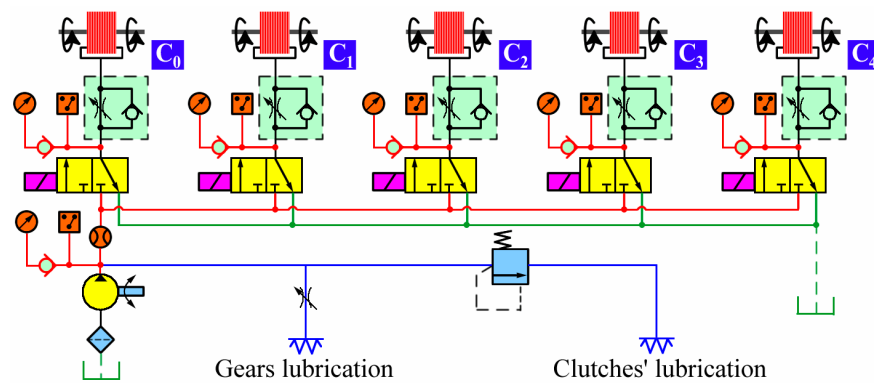 C₀
C₁
C₂
C₃
C₄
Gears lubrication
Clutches' lubrication